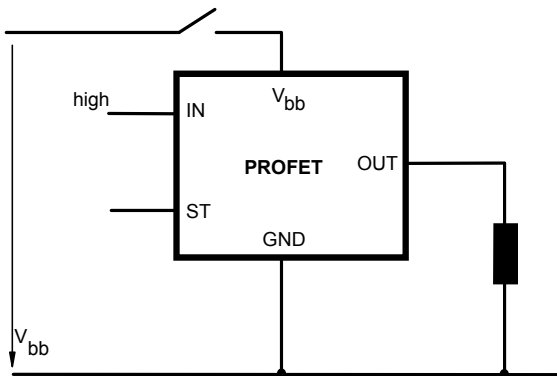 V bb
high
IN
PROFET
OUT
ST
GND
V bb